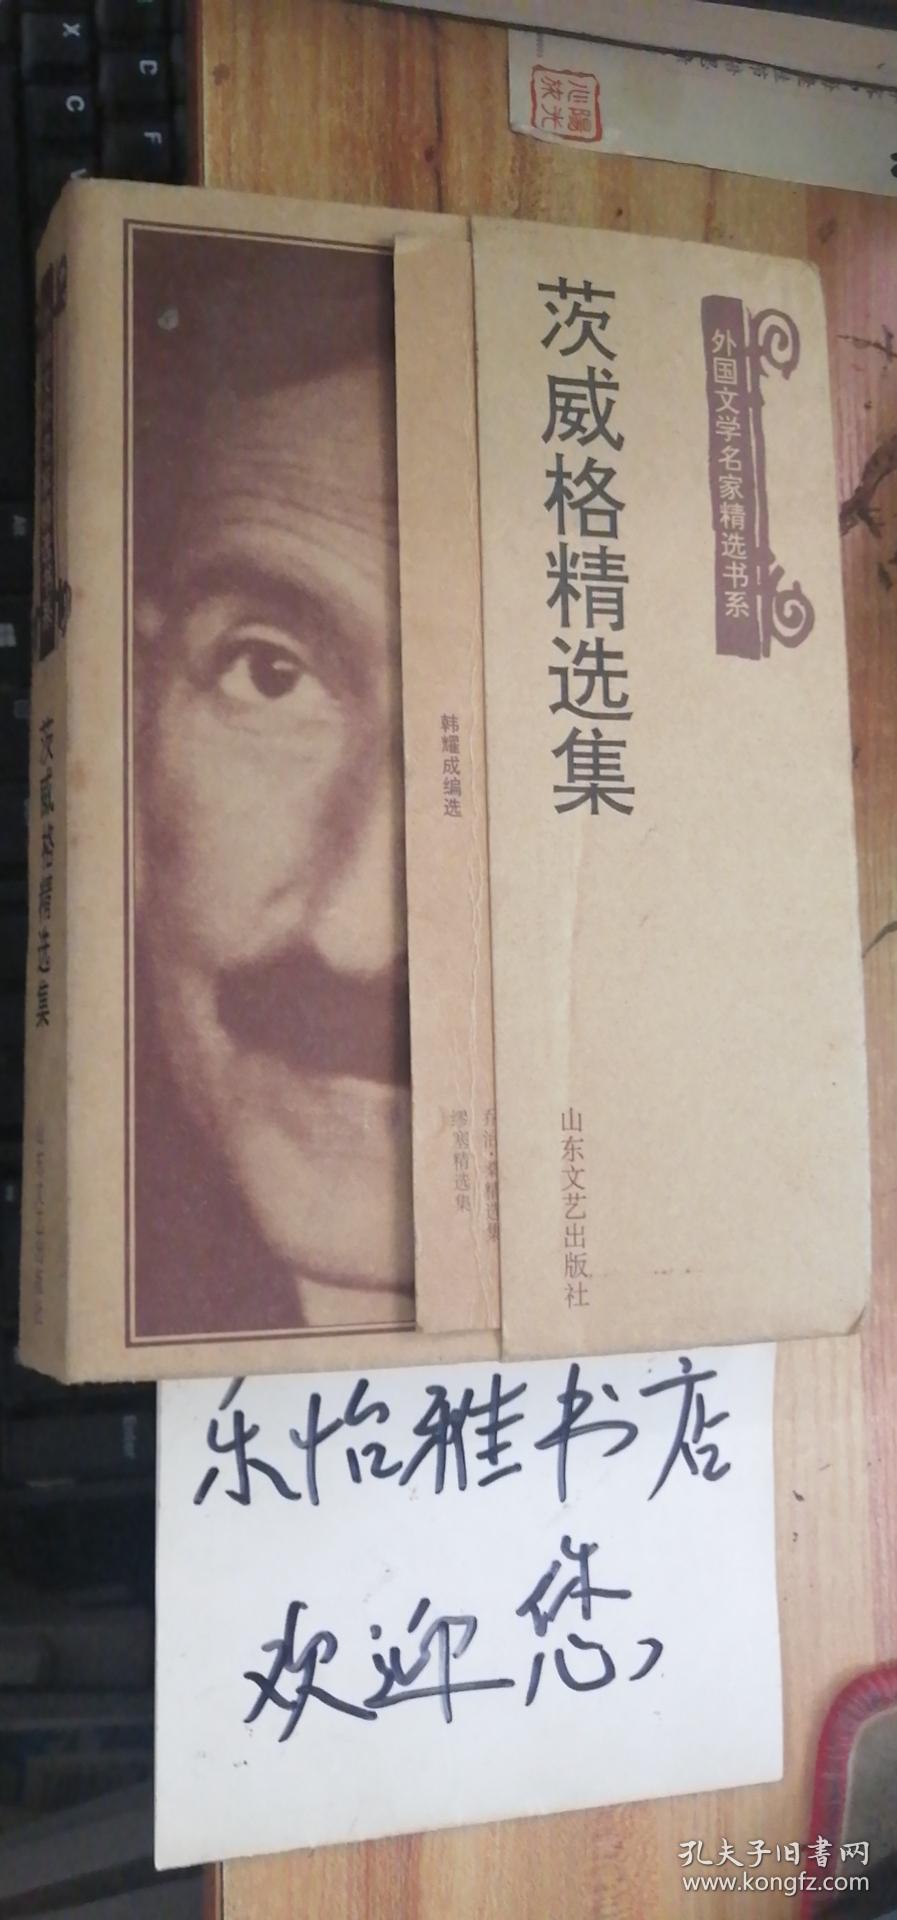 茨威格精选集
外国文学名家精选书系
韩耀成编选
缪塞精选集
山东文艺出版社
茨威格精选集
乐怡雅书店
欢迎您
孔夫子旧书网
www.kongfz.com
X
C
C
F
Alt
Enter